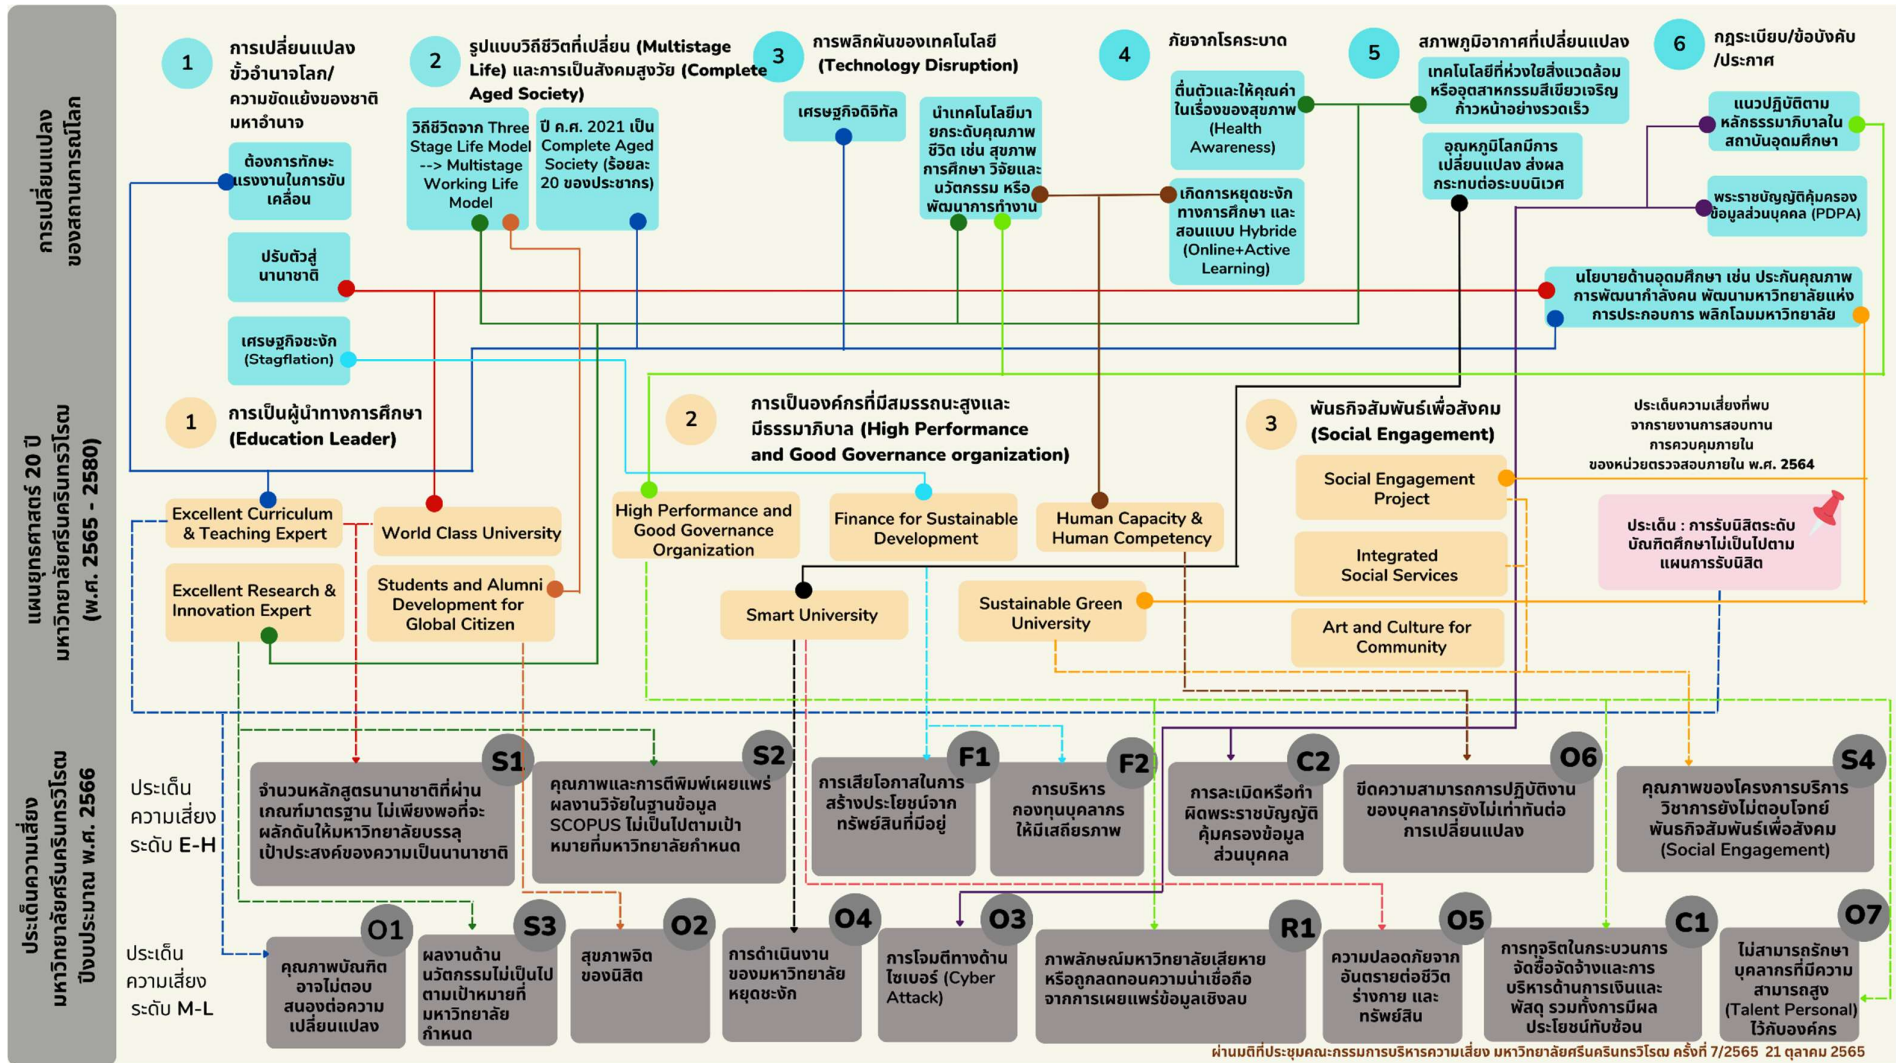 การเปลี่ยนแปลง
ของสถานการณ์โลก
1
การเปลี่ยนแปลง
ขั้วอำนาจโลก/
ความขัดแย้งของชาติ
มหาอำนาจ
ต้องการทักษะ
แรงงานในการขับ
เคลื่อน
ปรับตัวสู่
นานาชาติ
เศรษฐกิจชะงัก
(Stagflation)
2
รูปแบบวิถีชีวิตที่เปลี่ยน (Multistage
Life) และการเป็นสังคมสูงวัย (Complete
Aged Society)
วิถีชีวิตจาก Three
Stage Life Model
--> Multistage
Working Life
Model
ปี ค.ศ. 2021 เป็น
Complete Aged
Society (ร้อยละ
20 ของประชากร)
3
การพลิกผันของเทคโนโลยี
(Technology Disruption)
เศรษฐกิจดิจิทัล
นำเทคโนโลยีมา
ยกระดับคุณภาพ
ชีวิต เช่น สุขภาพ
การศึกษา วิจัยและ
นวัตกรรม หรือ
พัฒนาการทำงาน
4
ภัยจากโรคระบาด
ตื่นตัวและให้คุณค่า
ในเรื่องของสุขภาพ
(Health
Awareness)
เกิดการหยุดชะงัก
ทางการศึกษา และ
สอนแบบ Hybride
(Online+Active
Learning)
5
สภาพภูมิอากาศที่เปลี่ยนแปลง
เทคโนโลยีที่ห่วงใยสิ่งแวดล้อม
หรืออุตสาหกรรมสีเขียวเจริญ
ก้าวหน้าอย่างรวดเร็ว
อุณหภูมิโลกมีการ
เปลี่ยนแปลง ส่งผล
กระทบต่อระบบนิเวศ
6
กฎระเบียบ/ข้อบังคับ
/ประกาศ
แนวปฏิบัติตาม
หลักธรรมาภิบาลใน
สถาบันอุดมศึกษา
พระราชบัญญัติคุ้มครอง
ข้อมูลส่วนบุคคล (PDPA)
นโยบายด้านอุดมศึกษา เช่น ประกันคุณภาพ
การพัฒนากำลังคน พัฒนามหาวิทยาลัยแห่ง
การประกอบการ พลิกโฉมมหาวิทยาลัย
แผนยุทธศาสตร์ 20 ปี
มหาวิทยาลัยศรีนครินทรวิโรฒ
(พ.ศ. 2565 - 2580)
1
การเป็นผู้นำทางการศึกษา
(Education Leader)
Excellent Curriculum
& Teaching Expert
World Class University
Excellent Research &
Innovation Expert
Students and Alumni
Development for
Global Citizen
2
การเป็นองค์กรที่มีสมรรถนะสูงและ
มีธรรมาภิบาล (High Performance
and Good Governance organization)
High Performance and
Good Governance
Organization
Finance for Sustainable
Development
Human Capacity &
Human Competency
Smart University
Sustainable Green
University
3
พันธกิจสัมพันธ์เพื่อสังคม
(Social Engagement)
Social Engagement
Project
Integrated
Social Services
Art and Culture for
Community
ประเด็นความเสี่ยงที่พบ
จากรายงานการสอบทาน
การควบคุมภายใน
ของหน่วยตรวจสอบภายใน พ.ศ. 2564
ประเด็น : การรับนิสิตระดับ
บัณฑิตศึกษาไม่เป็นไปตาม
แผนการรับนิสิต
ประเด็นความเสี่ยง
มหาวิทยาลัยศรีนครินทรวิโรฒ
ปีงบประมาณ พ.ศ. 2566
ประเด็น
ความเสี่ยง
ระดับ E-H
S1
จำนวนหลักสูตรนานาชาติที่ผ่าน
เกณฑ์มาตรฐาน ไม่เพียงพอที่จะ
ผลักดันให้มหาวิทยาลัยบรรลุ
เป้าประสงค์ของความเป็นนานาชาติ
S2
คุณภาพและการตีพิมพ์เผยแพร่
ผลงานวิจัยในฐานข้อมูล
SCOPUS ไม่เป็นไปตามเป้า
หมายที่มหาวิทยาลัยกำหนด
F1
การเสียโอกาสในการ
สร้างประโยชน์จาก
ทรัพย์สินที่มีอยู่
F2
การบริหาร
กองทุนบุคลากร
ให้มีเสถียรภาพ
C2
การละเมิดหรือทำ
ผิดพระราชบัญญัติ
คุ้มครองข้อมูล
ส่วนบุคคล
O6
ขีดความสามารถการปฏิบัติงาน
ของบุคลากรยังไม่เท่าทันต่อ
การเปลี่ยนแปลง
S4
คุณภาพของโครงการบริการ
วิชาการยังไม่ตอบโจทย์
พันธกิจสัมพันธ์เพื่อสังคม
(Social Engagement)
ประเด็น
ความเสี่ยง
ระดับ M-L
O1
คุณภาพบัณฑิต
อาจไม่ตอบ
สนองต่อความ
เปลี่ยนแปลง
S3
ผลงานด้าน
นวัตกรรมไม่เป็นไป
ตามเป้าหมายที่
มหาวิทยาลัย
กำหนด
O2
สุขภาพจิต
ของนิสิต
O4
การดำเนินงาน
ของมหาวิทยาลัย
หยุดชะงัก
O3
การโจมตีทางด้าน
ไซเบอร์ (Cyber
Attack)
R1
ภาพลักษณ์มหาวิทยาลัยเสียหาย
หรือถูกลดทอนความน่าเชื่อถือ
จากการเผยแพร่ข้อมูลเชิงลบ
O5
ความปลอดภัยจาก
อันตรายต่อชีวิต
ร่างกาย และ
ทรัพย์สิน
C1
การทุจริตในกระบวนการ
จัดซื้อจัดจ้างและการ
บริหารด้านการเงินและ
พัสดุ รวมทั้งการมีผล
ประโยชน์ทับซ้อน
O7
ไม่สามารถรักษา
บุคลากรที่มีความ
สามารถสูง
(Talent Personal)
ไว้กับองค์กร
ผ่านมติที่ประชุมคณะกรรมการบริหารความเสี่ยง มหาวิทยาลัยศรีนครินทรวิโรฒ ครั้งที่ 7/2565 21 ตุลาคม 2565